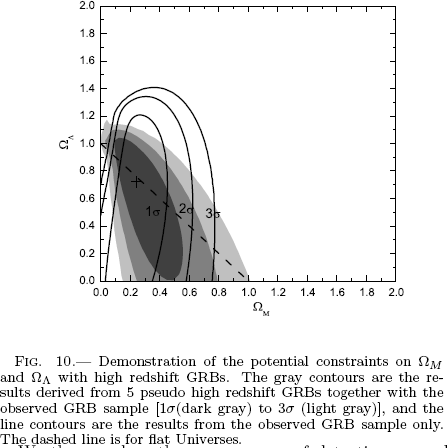 2.0
1.8
1.6
1.4
1.2
1.0
0.8
0.6
0.4
0.2
0.0
Ω_Λ
1σ 2σ 3σ
0.0 0.2 0.4 0.6 0.8 1.0 1.2 1.4 1.6 1.8 2.0
Ω_M
FIG. 10.— Demonstration of the potential constraints on Ω_M
and Ω_Λ with high redshift GRBs. The gray contours are the re-
sults derived from 5 pseudo high redshift GRBs together with the
observed GRB sample [1σ(dark gray) to 3σ (light gray)], and the
line contours are the results from the observed GRB sample only.
The dashed line is for flat Universes.